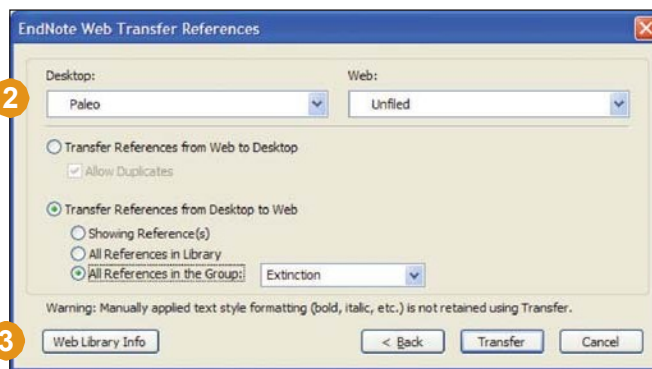 EndNote Web Transfer References
Desktop: Web:
2 Paleo Unfiled
Transfer References from Web to Desktop
Allow Duplicates
Transfer References from Desktop to Web
Showing Reference(s)
All References in Library
All References in the Group: Extinction
Warning: Manually applied text style formatting (bold, italic, etc.) is not retained using Transfer.
3 Web Library Info < Back Transfer Cancel